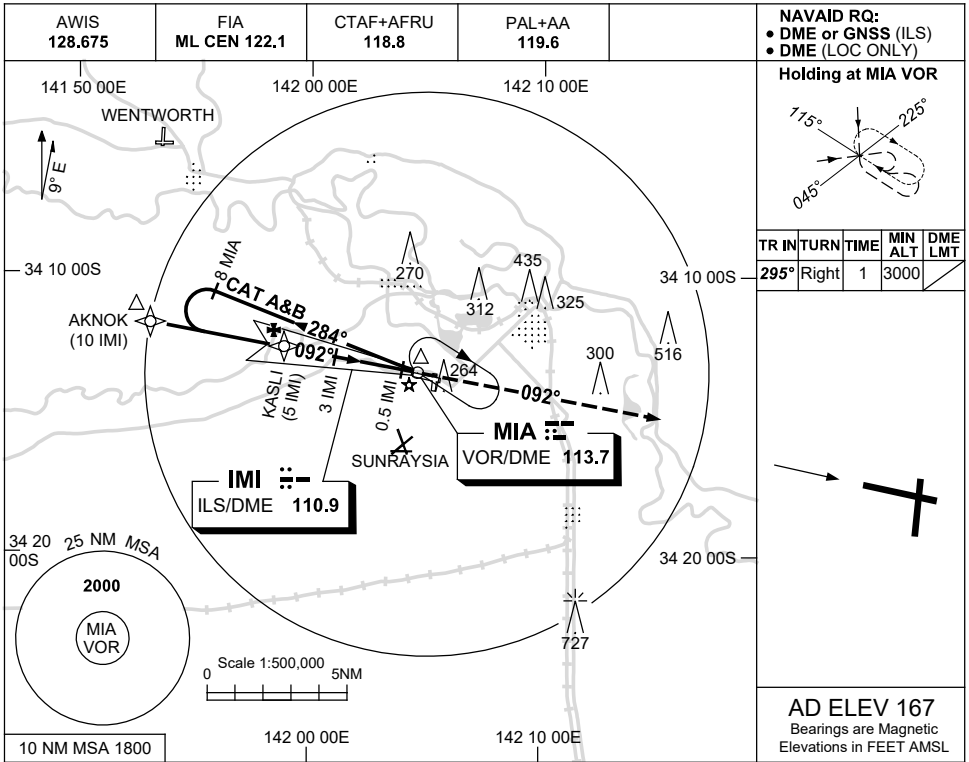 AWIS
128.675
FIA
ML CEN 122.1
CTAF+AFRU
118.8
PAL+AA
119.6
NAVAID RQ:
• DME or GNSS (ILS)
• DME (LOC ONLY)
Holding at MIA VOR
115°
225°
045°
TR IN TURN TIME MIN ALT DME LMT
295° Right 1 3000
141 50 00E
142 00 00E
142 10 00E
WENTWORTH
9° E
34 10 00S
34 10 00S
8 MIA
CAT A&B
284°
270
435
312
325
AKNOK
(10 IMI)
092°
KASLI
(5 IMI)
3 IMI
0.5 IMI
264
300
516
092°
MIA
VOR/DME 113.7
SUNRAYSIA
IMI
ILS/DME 110.9
34 20
00S
34 20 00S
25 NM MSA
2000
MIA
VOR
727
Scale 1:500,000
0 5NM
10 NM MSA 1800
142 00 00E
142 10 00E
AD ELEV 167
Bearings are Magnetic
Elevations in FEET AMSL